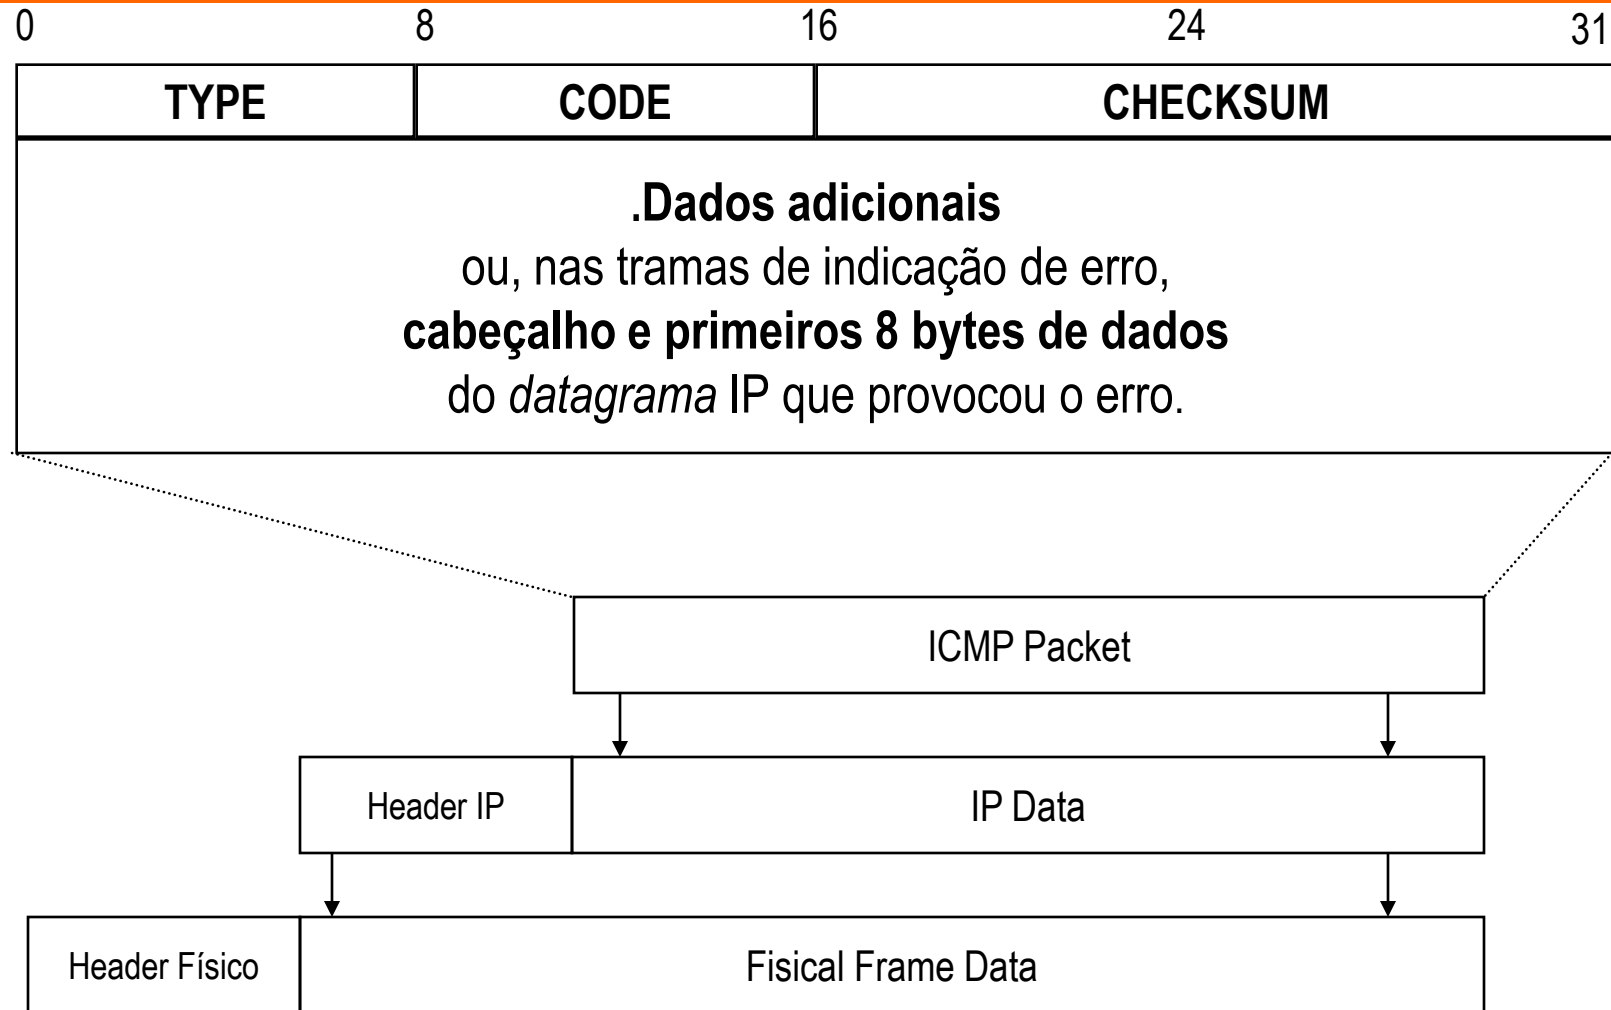 0 8 16 24 31
TYPE CODE CHECKSUM
.Dados adicionais
ou, nas tramas de indicação de erro,
cabeçalho e primeiros 8 bytes de dados
do datagrama IP que provocou o erro.
ICMP Packet
Header IP IP Data
Header Físico Fisical Frame Data